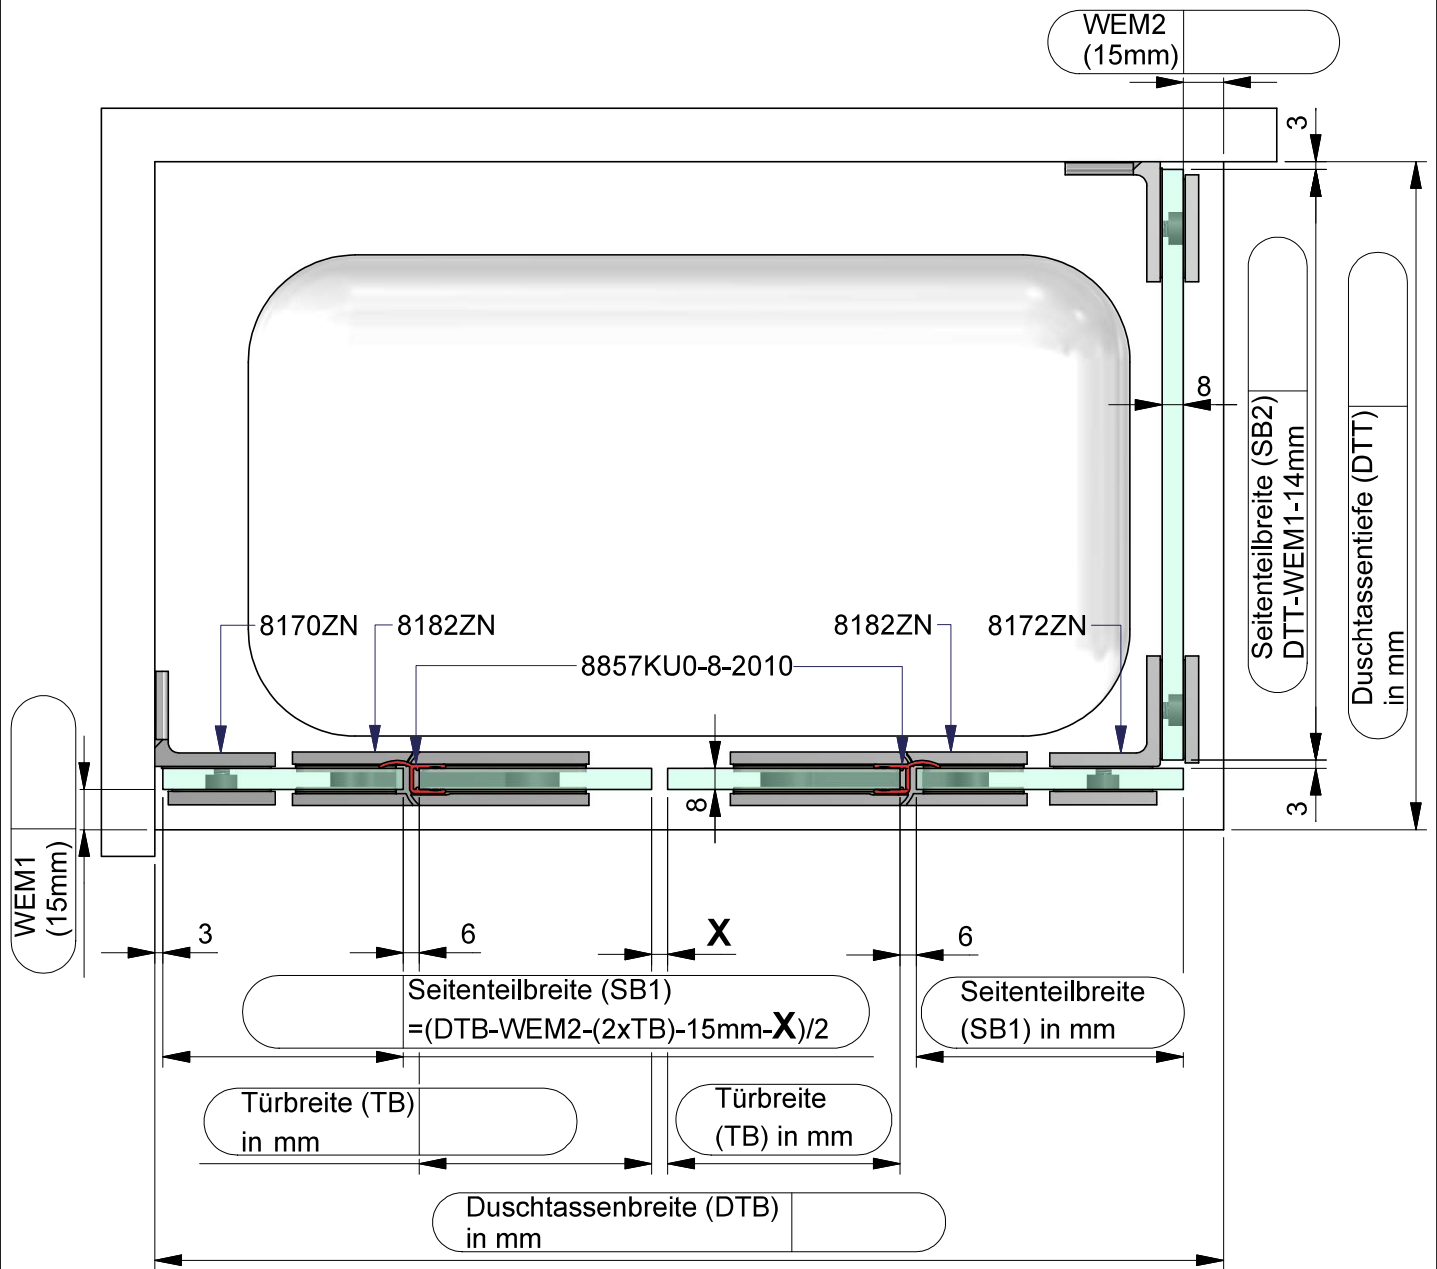 WEM2
(15mm)
3
8
Seitenteilbreite (SB2)
DTT-WEM1-14mm
Duschtassentiefe (DTT)
in mm
8170ZN
8182ZN
8182ZN
8172ZN
8857KU0-8-2010
8
3
WEM1
(15mm)
3
6
X
6
Seitenteilbreite (SB1)
=(DTB-WEM2-(2xTB)-15mm-X)/2
Seitenteilbreite
(SB1) in mm
Türbreite (TB)
in mm
Türbreite
(TB) in mm
Duschtassenbreite (DTB)
in mm